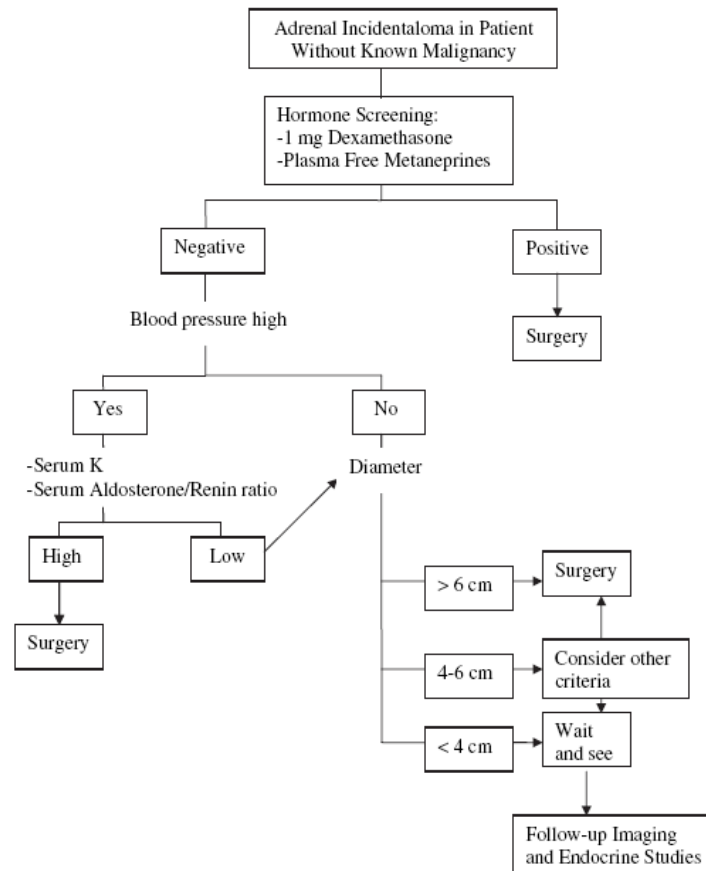 Adrenal Incidentaloma in Patient
Without Known Malignancy
Hormone Screening:
-1 mg Dexamethasone
-Plasma Free Metaneprines
Negative
Positive
Blood pressure high
Surgery
Yes
No
-Serum K
-Serum Aldosterone/Renin ratio
Diameter
High
Low
Surgery
> 6 cm
Surgery
4-6 cm
Consider other
criteria
< 4 cm
Wait
and see
Follow-up Imaging
and Endocrine Studies